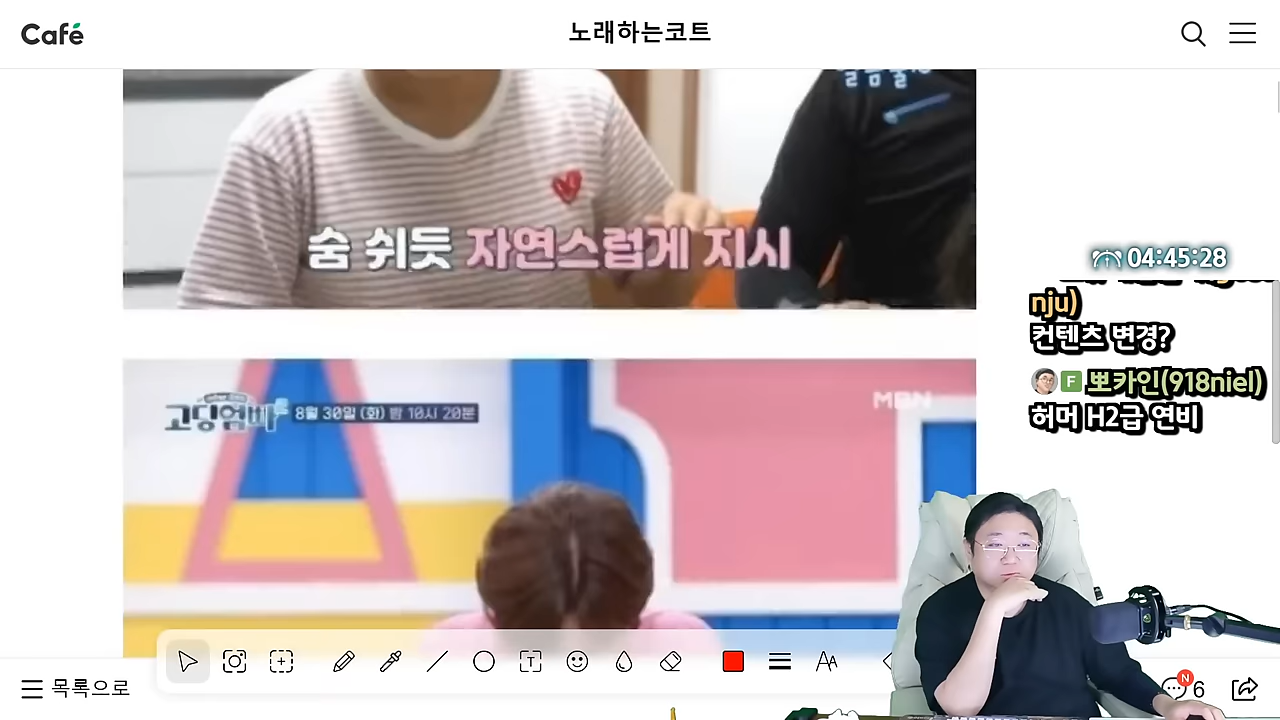 Café
노래하는코트
숨 쉬듯 자연스럽게 지시
04:45:28
nju)
컨텐츠 변경?
F 뽀카인(918niel)
허머 H2급 연비
고딩엄빠 8월 30일 (화) 밤 10시 20분
MBN
T
AA
목록으로
N
6